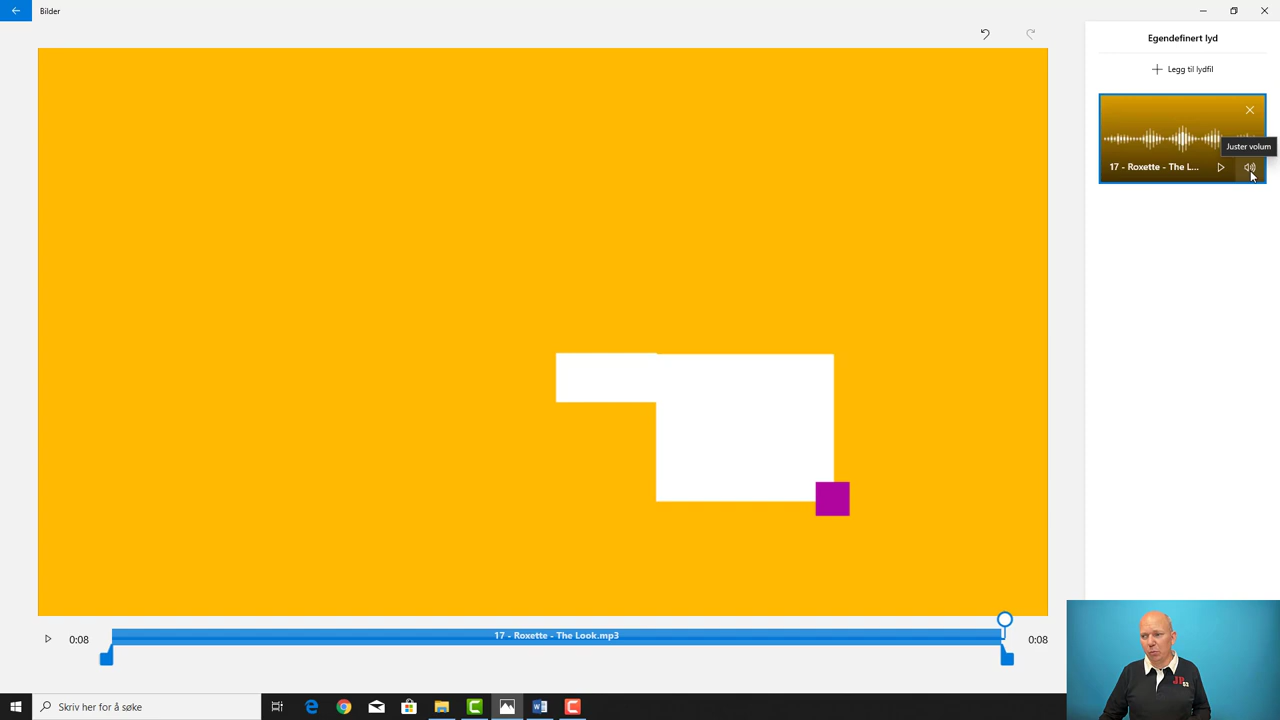 Bilder
Egendefinert lyd
Legg til lydfil
Juster volum
17 - Roxette - The L...
0:08
17 - Roxette - The Look.mp3
0:08
JR
Skriv her for å søke